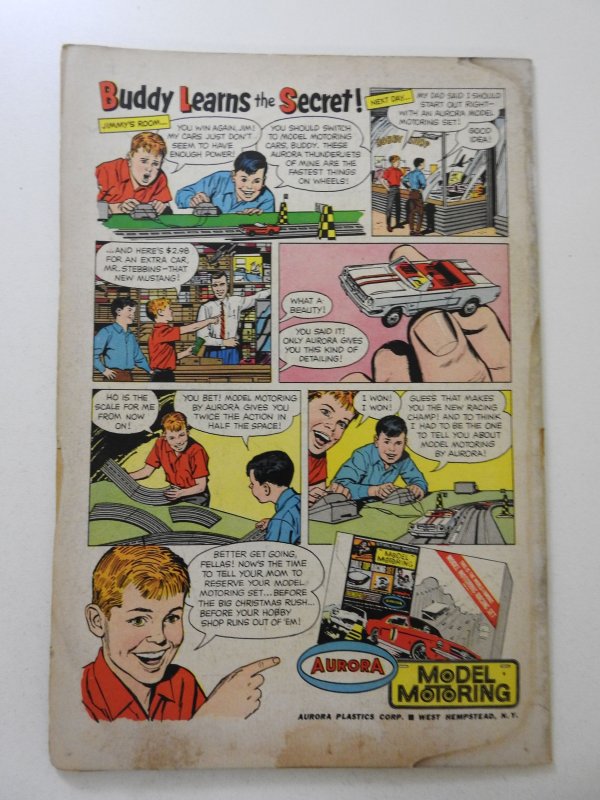 Buddy Learns the Secret!
JIMMY'S ROOM...
YOU WIN AGAIN, JIM!
MY CARS JUST DON'T
SEEM TO HAVE
ENOUGH POWER!
YOU SHOULD SWITCH
TO MODEL MOTORING
CARS, BUDDY. THESE
AURORA THUNDERJETS
OF MINE ARE THE
FASTEST THINGS
ON WHEELS!
NEXT DAY...
MY DAD SAID I SHOULD
START OUT RIGHT—
WITH AN AURORA MODEL
MOTORING SET!
GOOD
IDEA!
HOBBY SHOP
...AND HERE'S $2.98
FOR AN EXTRA CAR,
MR. STEBBINS—THAT
NEW MUSTANG!
WHAT A
BEAUTY!
YOU SAID IT!
ONLY AURORA GIVES
YOU THIS KIND OF
DETAILING!
HO IS THE
SCALE FOR ME
FROM NOW
ON!
YOU BET! MODEL MOTORING
BY AURORA GIVES YOU
TWICE THE ACTION IN
HALF THE SPACE!
I WON!
I WON!
GUESS THAT MAKES
YOU THE NEW RACING
CHAMP! AND TO THINK
I HAD TO BE THE ONE
TO TELL YOU ABOUT
MODEL MOTORING
BY AURORA!
BETTER GET GOING,
FELLAS! NOW'S THE TIME
TO TELL YOUR MOM TO
RESERVE YOUR MODEL
MOTORING SET...BEFORE
THE BIG CHRISTMAS RUSH...
BEFORE YOUR HOBBY
SHOP RUNS OUT OF 'EM!
MODEL
MOTORING
AURORA
MODEL
MOTORING
AURORA PLASTICS CORP. ■ WEST HEMPSTEAD, N.Y.